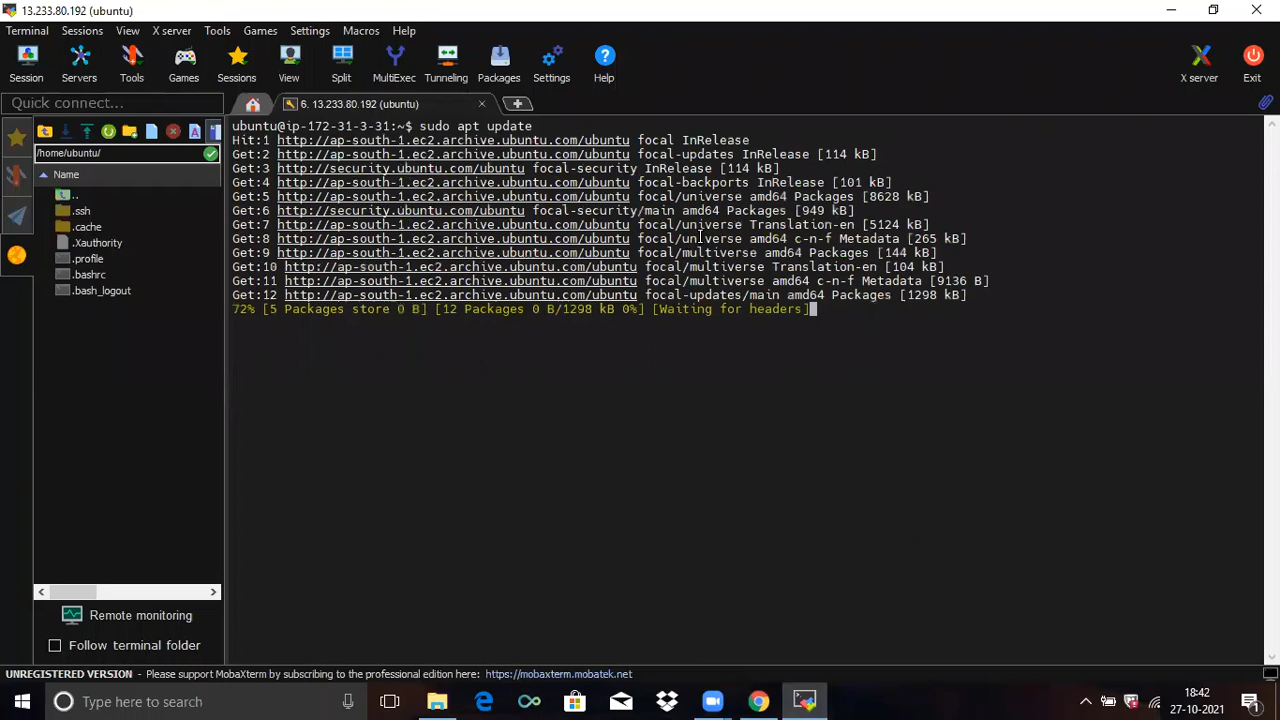 13.233.80.192 (ubuntu)
Terminal Sessions View X server Tools Games Settings Macros Help
Session Servers Tools Games Sessions View Split MultiExec Tunneling Packages Settings Help X server Exit
Quick connect...
6. 13.233.80.192 (ubuntu)
/home/ubuntu/
Name
..
.ssh
.cache
.Xauthority
.profile
.bashrc
.bash_logout
ubuntu@ip-172-31-3-31:~$ sudo apt update
Hit:1 http://ap-south-1.ec2.archive.ubuntu.com/ubuntu focal InRelease
Get:2 http://ap-south-1.ec2.archive.ubuntu.com/ubuntu focal-updates InRelease [114 kB]
Get:3 http://security.ubuntu.com/ubuntu focal-security InRelease [114 kB]
Get:4 http://ap-south-1.ec2.archive.ubuntu.com/ubuntu focal-backports InRelease [101 kB]
Get:5 http://ap-south-1.ec2.archive.ubuntu.com/ubuntu focal/universe amd64 Packages [8628 kB]
Get:6 http://security.ubuntu.com/ubuntu focal-security/main amd64 Packages [949 kB]
Get:7 http://ap-south-1.ec2.archive.ubuntu.com/ubuntu focal/universe Translation-en [5124 kB]
Get:8 http://ap-south-1.ec2.archive.ubuntu.com/ubuntu focal/universe amd64 c-n-f Metadata [265 kB]
Get:9 http://ap-south-1.ec2.archive.ubuntu.com/ubuntu focal/multiverse amd64 Packages [144 kB]
Get:10 http://ap-south-1.ec2.archive.ubuntu.com/ubuntu focal/multiverse Translation-en [104 kB]
Get:11 http://ap-south-1.ec2.archive.ubuntu.com/ubuntu focal/multiverse amd64 c-n-f Metadata [9136 B]
Get:12 http://ap-south-1.ec2.archive.ubuntu.com/ubuntu focal-updates/main amd64 Packages [1298 kB]
72% [5 Packages store 0 B] [12 Packages 0 B/1298 kB 0%] [Waiting for headers]
Remote monitoring
Follow terminal folder
UNREGISTERED VERSION - Please support MobaXterm by subscribing to the professional edition here: https://mobaxterm.mobatek.net
Type here to search
18:42
27-10-2021
1